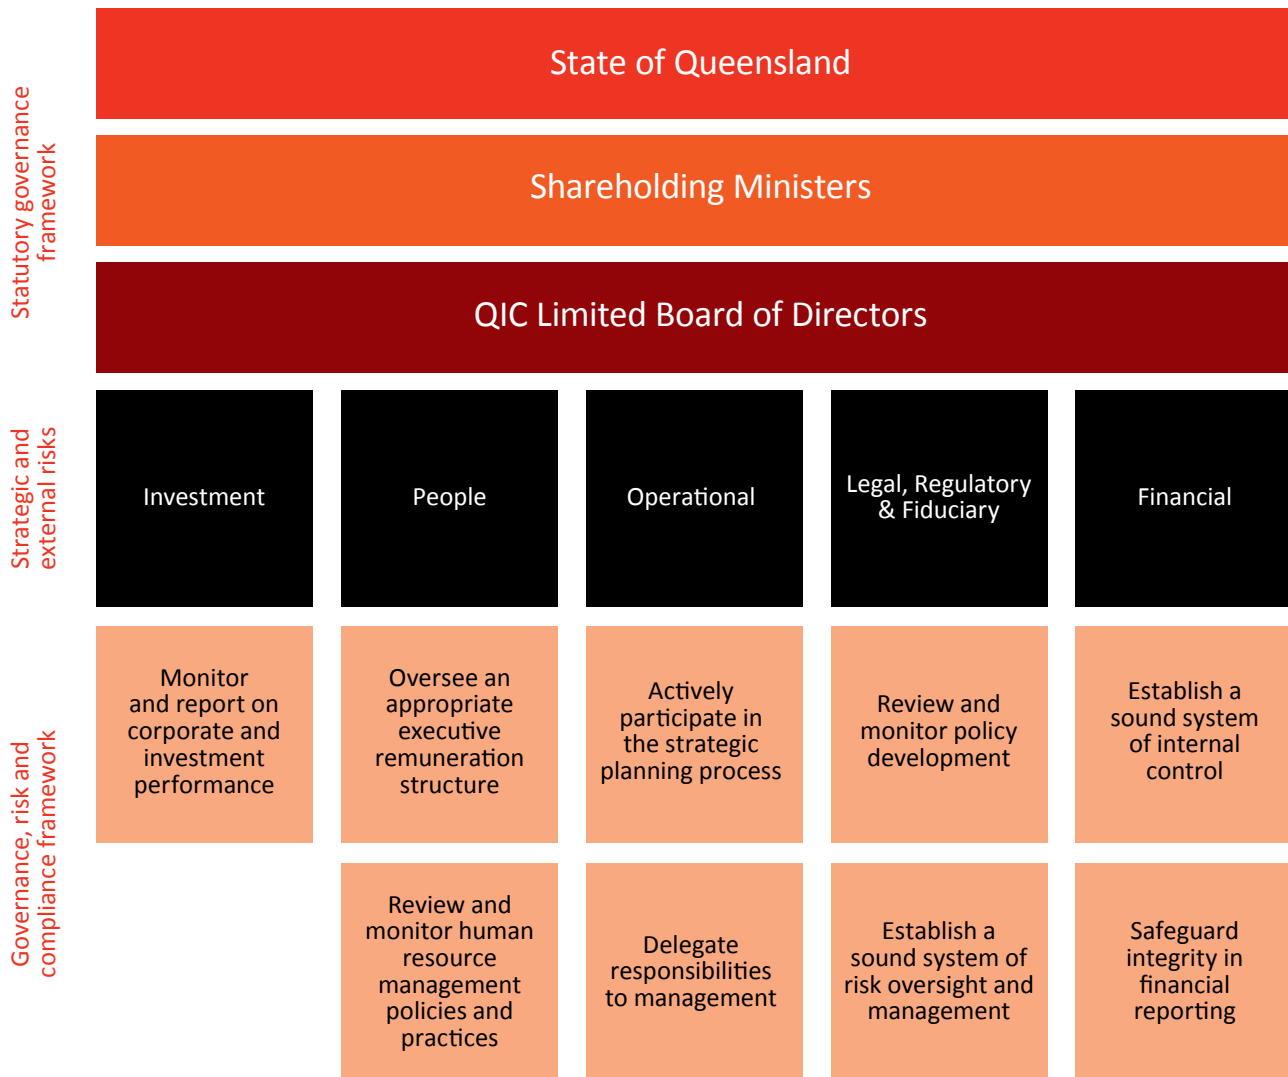 Statutory governance
framework
State of Queensland
Shareholding Ministers
QIC Limited Board of Directors
Strategic and
external risks
Investment
People
Operational
Legal, Regulatory
& Fiduciary
Financial
Governance, risk and
compliance framework
Monitor
and report on
corporate and
investment
performance
Oversee an
appropriate
executive
remuneration
structure
Actively
participate in
the strategic
planning process
Review and
monitor policy
development
Establish a
sound system
of internal
control
Review and
monitor human
resource
management
policies and
practices
Delegate
responsibilities
to management
Establish a
sound system of
risk oversight and
management
Safeguard
integrity in
financial
reporting